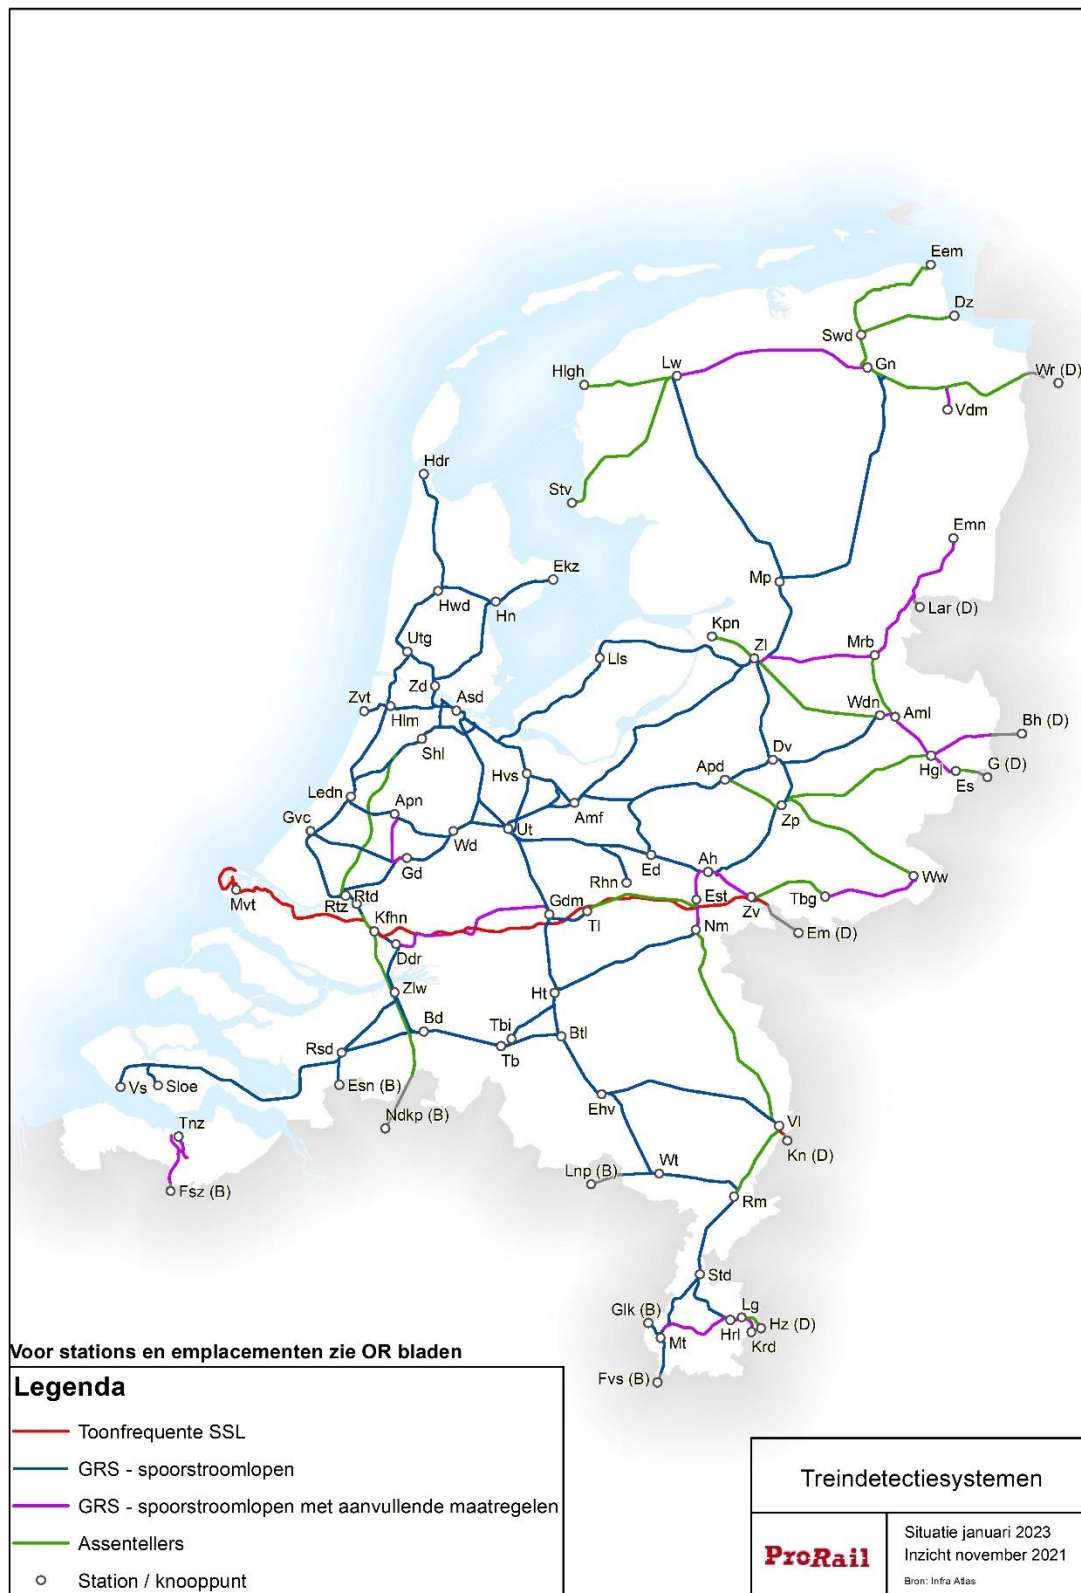 Eem
Dz
Swd
Gn
Lw
Hlgh
Wr (D)
Vdm
Stv
Hdr
Emn
Ekz
Mp
Hwd
Hn
Lar (D)
Kpn
Utg
Zl
Mrb
Lls
Zd
Asd
Zvt
Hlm
Wdn
Aml
Bh (D)
Shl
Dv
Hgl
G (D)
Es
Hvs
Apd
Ledn
Apn
Amf
Zp
Gvc
Wd
Ut
Gd
Ed
Ah
Ww
Rhn
Mvt
Rtd
Rtz
Est
Zv
Tbg
Gdm
Tl
Kfhn
Nm
Em (D)
Ddr
Zlw
Ht
Bd
Tbi
Btl
Tb
Rsd
Vs
Sloe
Esn (B)
Ehv
Ndkp (B)
Tnz
Vl
Kn (D)
Wt
Lnp (B)
Fsz (B)
Rm
Std
Glk (B)
Lg
Hz (D)
Hrl
Mt
Krd
Fvs (B)
Voor stations en emplacementen zie OR bladen
Legenda
Toonfrequente SSL
GRS - spoorstroomlopen
GRS - spoorstroomlopen met aanvullende maatregelen
Assentellers
Station / knooppunt
Treindetectiesystemen
ProRail
Situatie januari 2023
Inzicht november 2021
Bron: Infra Atlas